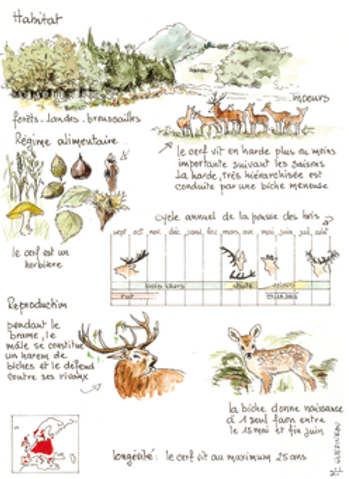 Habitat
moeurs
forêts. landes. broussailles
Régime alimentaire
le cerf vit en harde plus ou moins
importante suivant les saisons
la harde, très hiérarchisée est
conduite par une biche meneuse
cycle annuel de la pousse des bois
sept. oct nov. déc janv. fév mars. avr. mai, juin juil août
le cerf est un
herbivore
bois durs chute velours
rut
Reproduction
pendant le
brame, le
mâle se constitue
un harem de
biches et le défend
contre ses rivaux
la biche donne naissance
à 1 seul faon entre
le 15 mai et fin juin
longévité: le cerf vit au maximum 25 ans